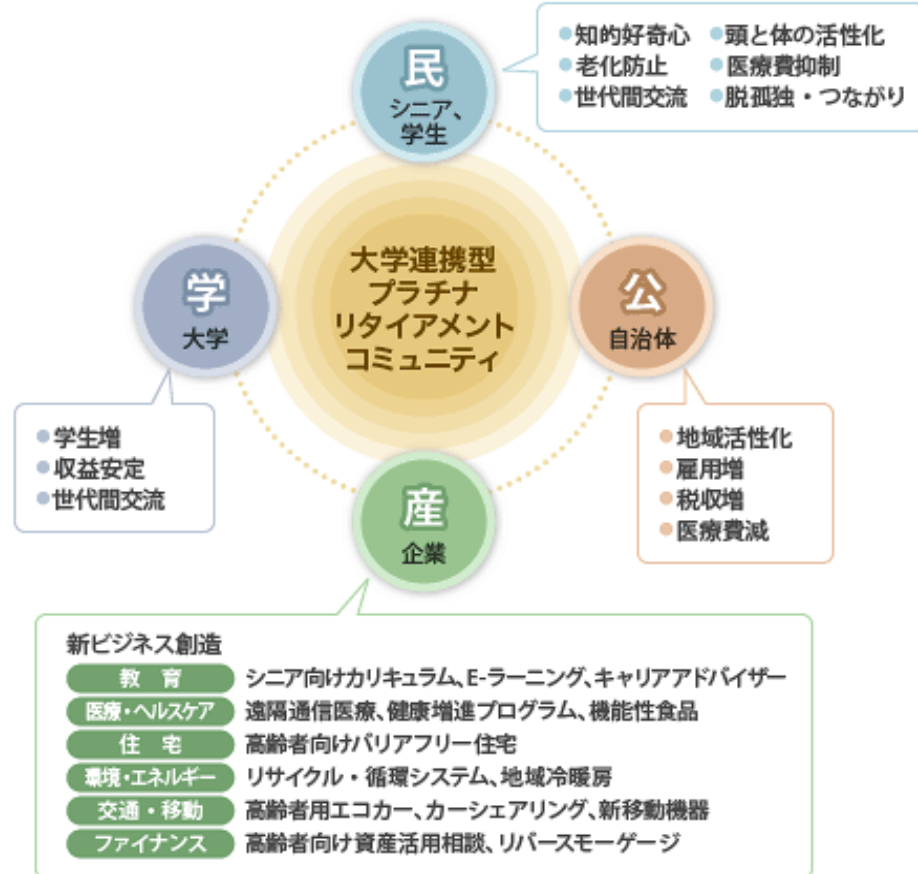 民
シニア、
学生
知的好奇心 頭と体の活性化
老化防止 医療費抑制
世代間交流 脱孤独・つながり
大学連携型
プラチナ
リタイアメント
コミュニティ
学
大学
公
自治体
学生増
収益安定
世代間交流
地域活性化
雇用増
税収増
医療費減
産
企業
新ビジネス創造
教 育 シニア向けカリキュラム、E-ラーニング、キャリアアドバイザー
医療・ヘルスケア 遠隔通信医療、健康増進プログラム、機能性食品
住 宅 高齢者向けバリアフリー住宅
環境・エネルギー リサイクル・循環システム、地域冷暖房
交通・移動 高齢者用エコカー、カーシェアリング、新移動機器
ファイナンス 高齢者向け資産活用相談、リバースモーゲージ